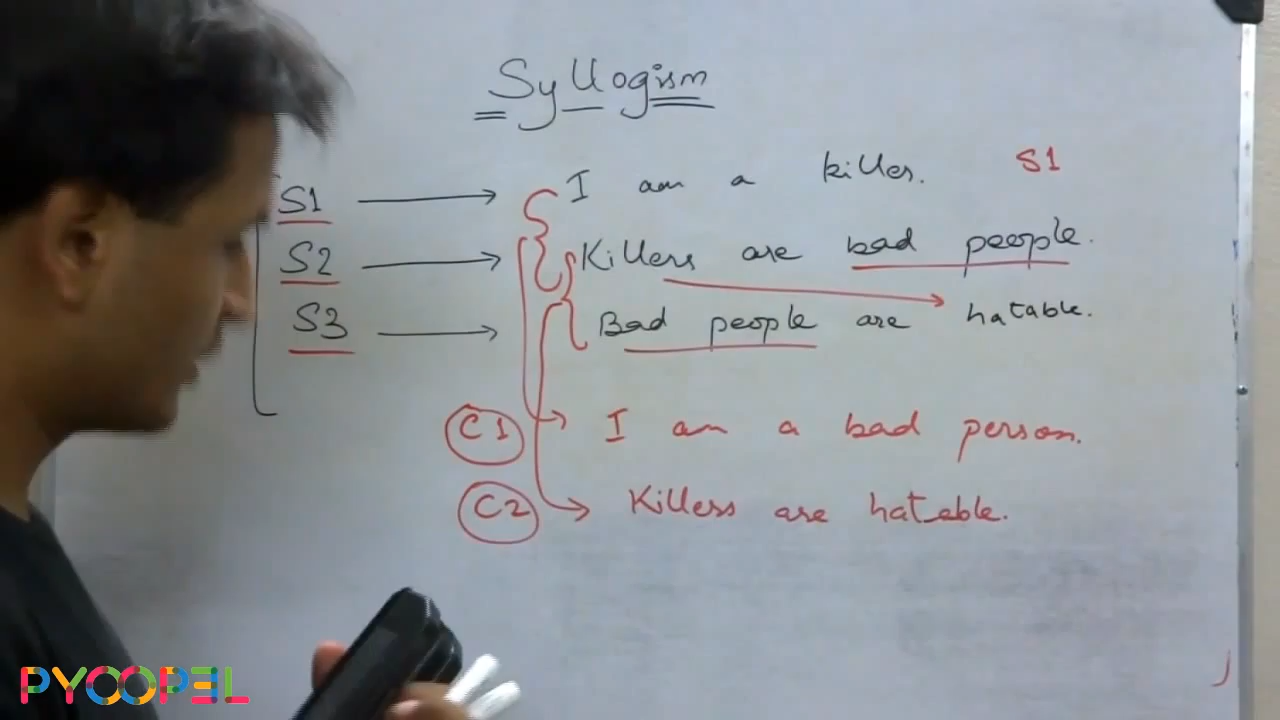 Syllogism
S1 I am a killer. S1
S2 Killers are bad people.
S3 Bad people are hatable.
C1 I am a bad person.
C2 Killers are hatable.
PYOOPEL